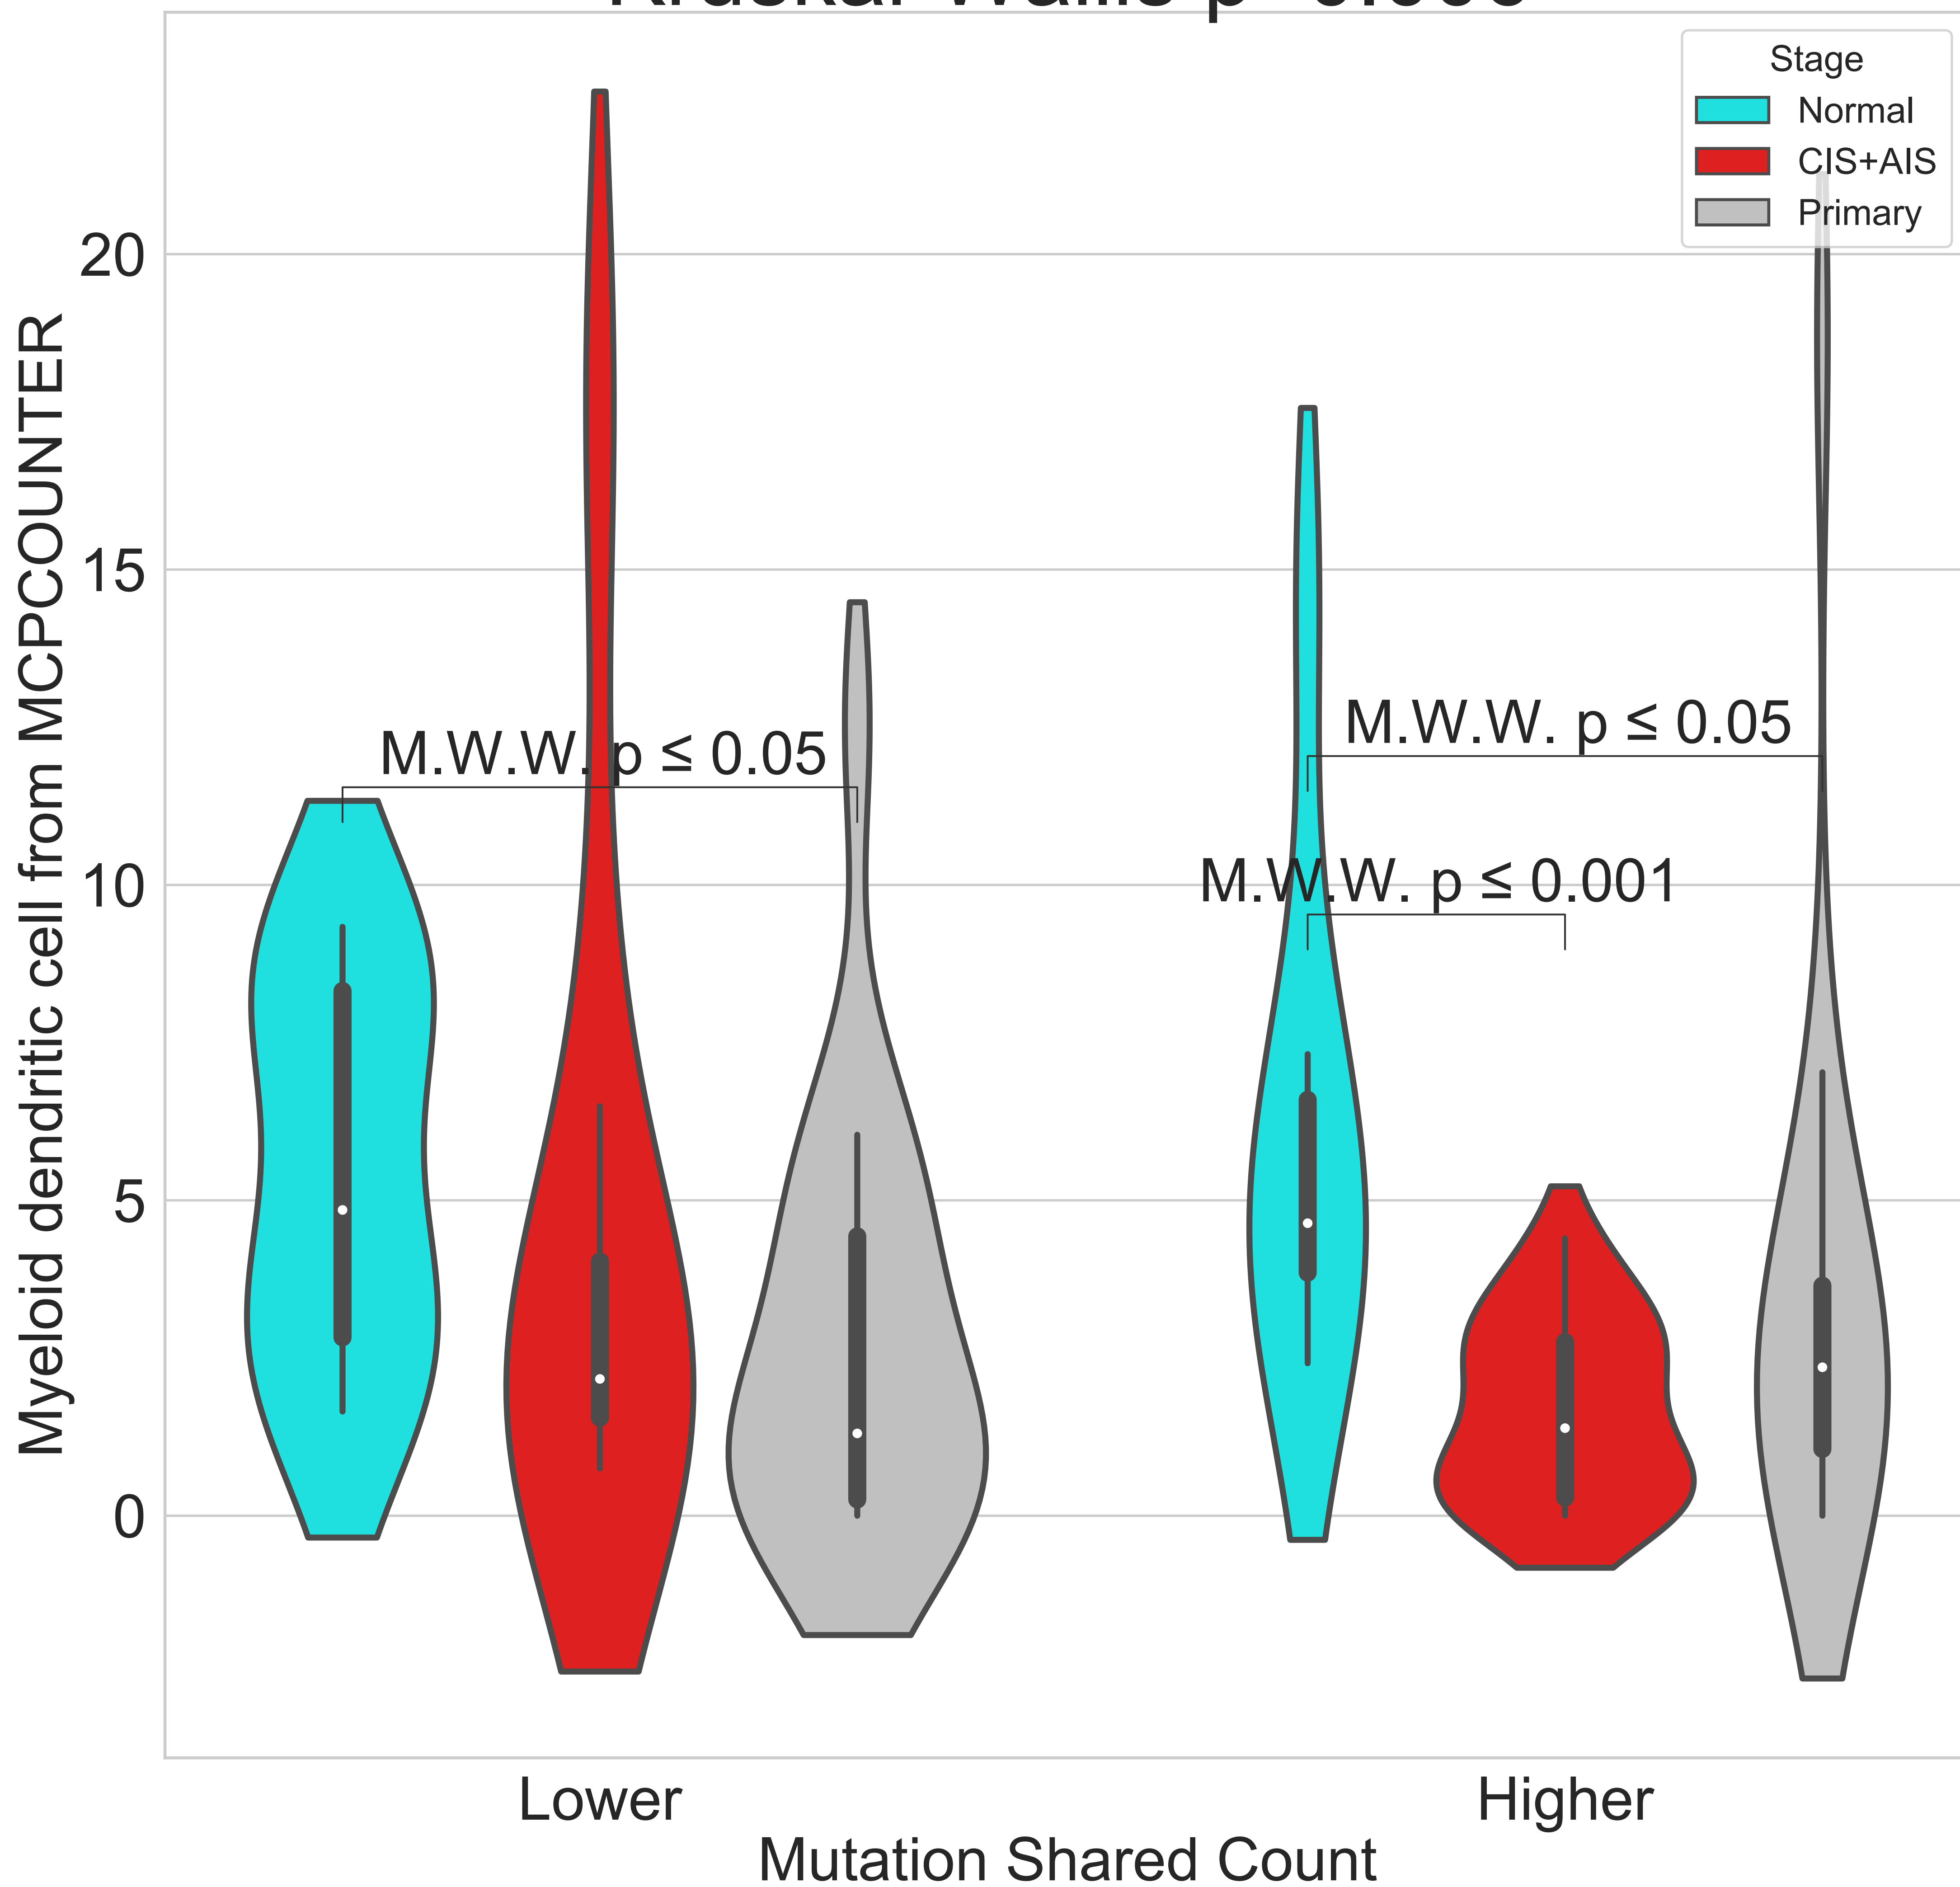 Stage
Normal
CIS+AIS
Primary
20
15
10
5
0
Myeloid dendritic cell from MCPCOUNTER
M.W.W. p ≤ 0.05
M.W.W. p ≤ 0.05
M.W.W. p ≤ 0.001
Lower
Higher
Mutation Shared Count